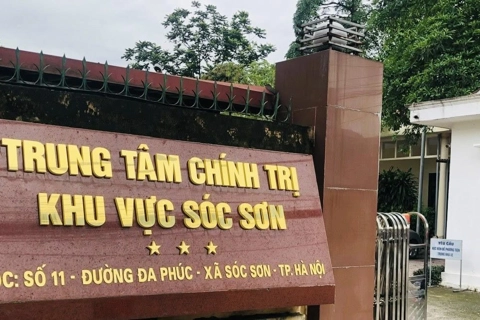 TRUNG TÂM CHÍNH TRỊ
KHU VỰC SÓC SƠN
★ ★ ★
ỌC: SỐ 11 - ĐƯỜNG ĐA PHÚC - XÃ SÓC SƠN - TP. HÀ NỘI